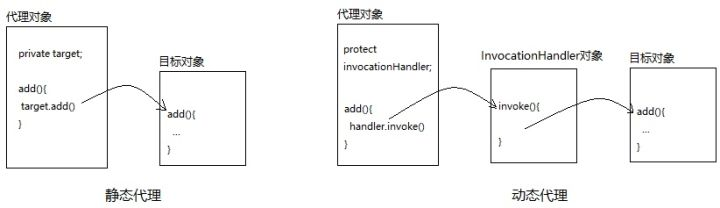 代理对象
private target;
add(){
target.add()
}
目标对象
add(){
...
}
静态代理
代理对象
protect
invocationHandler;
add(){
handler.invoke()
}
InvocationHandler对象
invoke(){
}
目标对象
add(){
...
}
动态代理